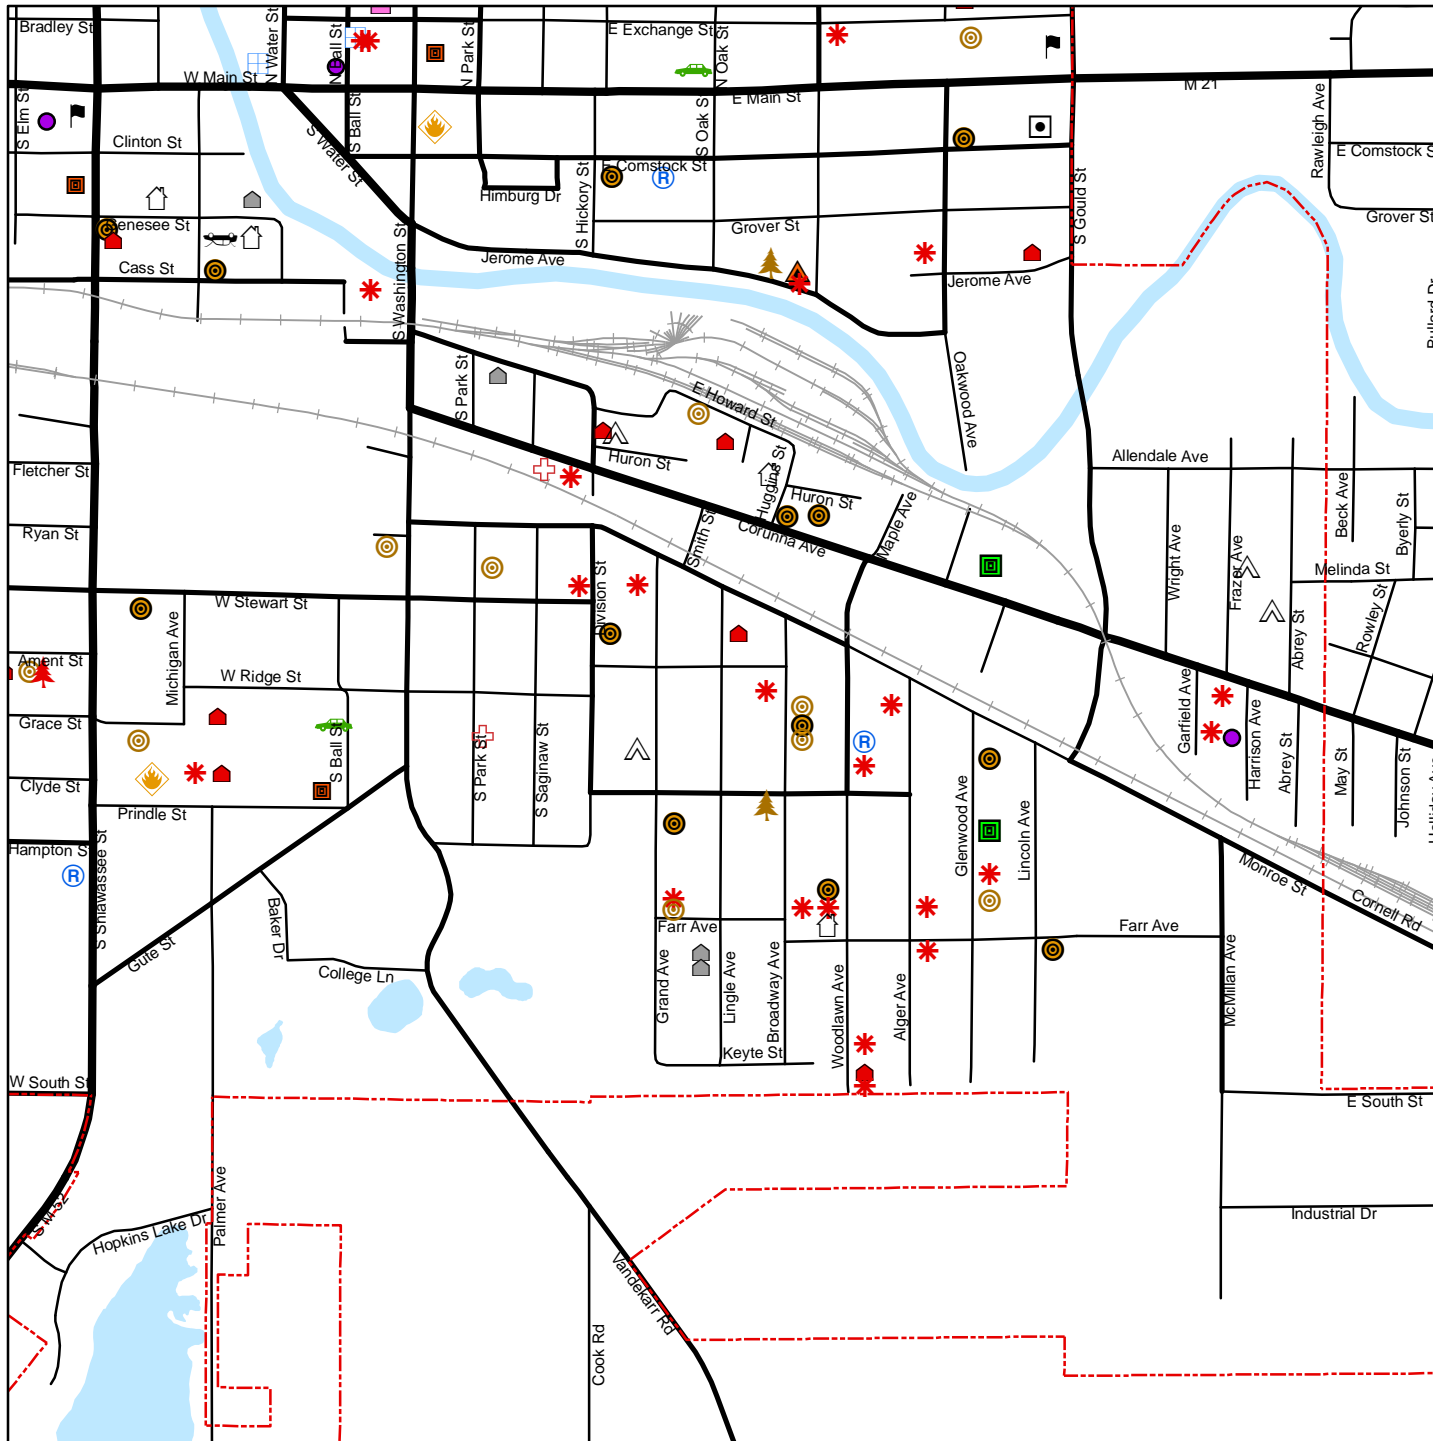 Bradley St
N Water St
N Ball St
N Park St
E Exchange St
N Oak St
W Main St
E Main St
M 21
S Elm St
Clinton St
S Water St
S Ball St
S Oak St
E Comstock St
Rawleigh Ave
E Comstock S
Himburg Dr
S Hickory St
S Gould St
Grover St
Grover St
Genesee St
Cass St
S Washington St
Jerome Ave
Jerome Ave
Oakwood Ave
S Park St
E Howard St
Huron St
Huggins St
Huron St
Corunna Ave
Smith St
Maple Ave
Allendale Ave
Fletcher St
Ryan St
Wright Ave
Frazer Ave
Beck Ave
Byerly St
Melinda St
Rowley St
Abrey St
W Stewart St
Division St
Michigan Ave
Ament St
W Ridge St
Grace St
S Ball St
S Park St
S Saginaw St
Garfield Ave
Harrison Ave
Abrey St
May St
Johnson St
Clyde St
Prindle St
Hampton S
S Shiawassee St
Glenwood Ave
Lincoln Ave
Monroe St
Cornell Rd
Baker Dr
Gute St
College Ln
Farr Ave
Farr Ave
Grand Ave
Lingle Ave
Broadway Ave
Woodlawn Ave
Alger Ave
McMillan Ave
Keyte St
W South St
E South St
S M 52
Hopkins Lake Dr
Palmer Ave
Industrial Dr
Vandekarr Rd
Cook Rd
R
R
R